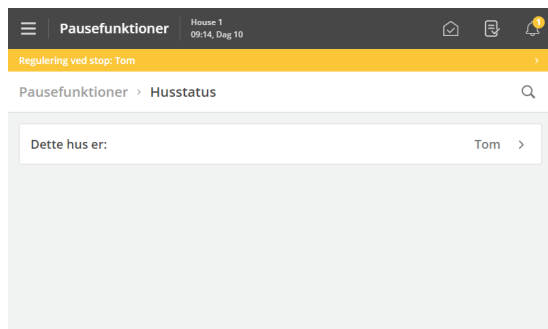 Pausefunktioner
House 1
09:14, Dag 10
1
Regulering ved stop: Tom
Pausefunktioner > Husstatus
Dette hus er: Tom